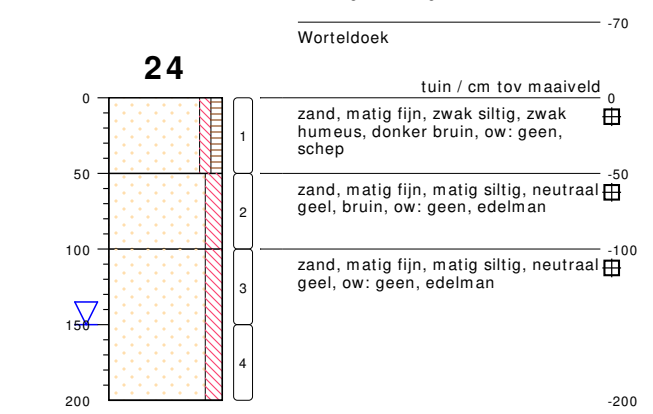 -70
Worteldoek
24
tuin / cm tov maaiveld
0
0
zand, matig fijn, zwak siltig, zwak
humeus, donker bruin, ow: geen,
schep
1
50
-50
zand, matig fijn, matig siltig, neutraal
geel, bruin, ow: geen, edelman
2
100
-100
zand, matig fijn, matig siltig, neutraal
geel, ow: geen, edelman
3
150
4
200
-200